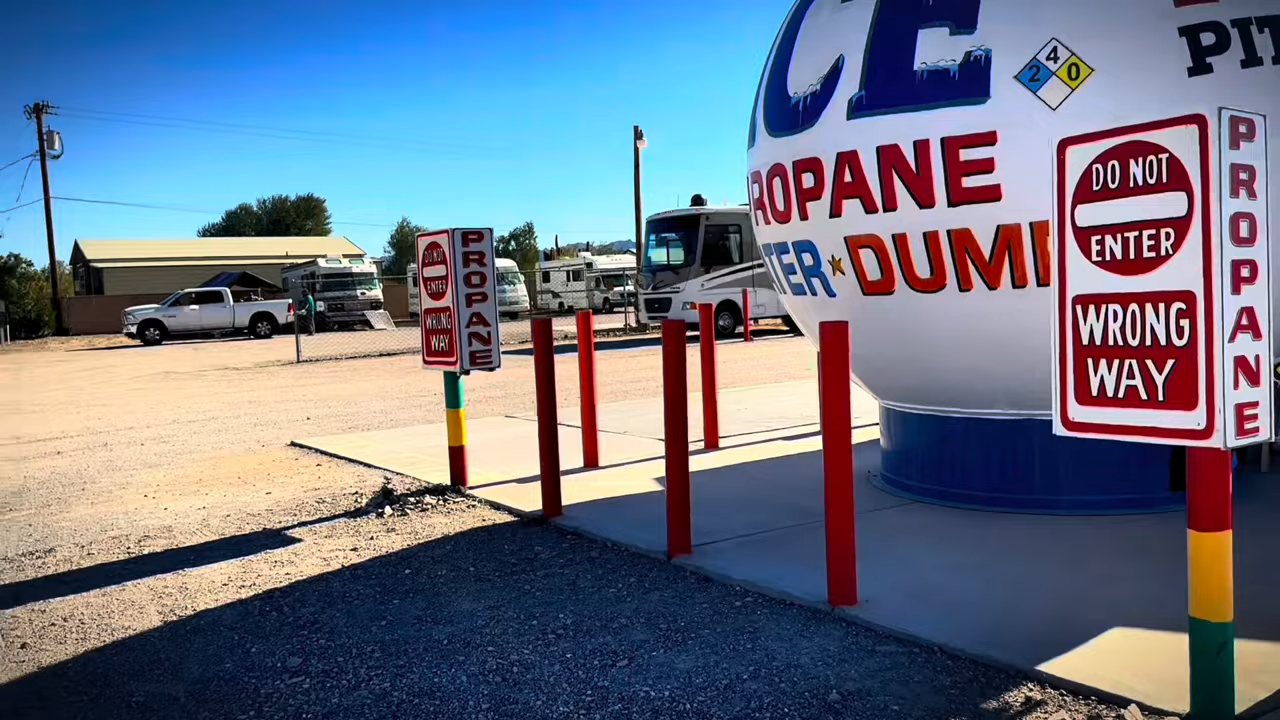 CE
PIT
4
2 0
ROPANE
TER★DUM
DO NOT
ENTER
WRONG
WAY
PROPANE
DO NOT
ENTER
WRONG
WAY
PROPANE